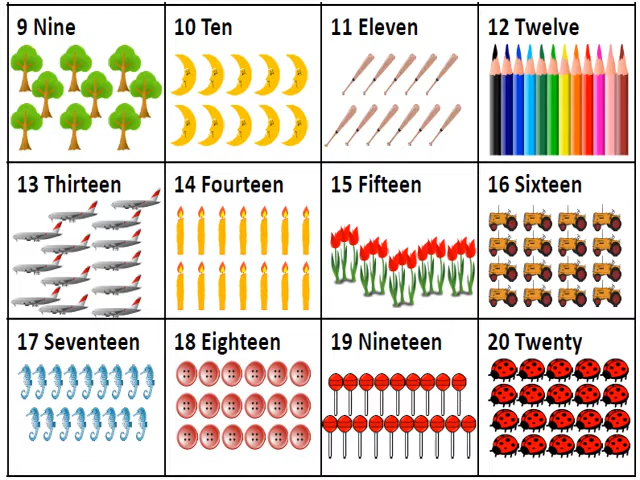 9 Nine
10 Ten
11 Eleven
12 Twelve
13 Thirteen
14 Fourteen
15 Fifteen
16 Sixteen
17 Seventeen
18 Eighteen
19 Nineteen
20 Twenty